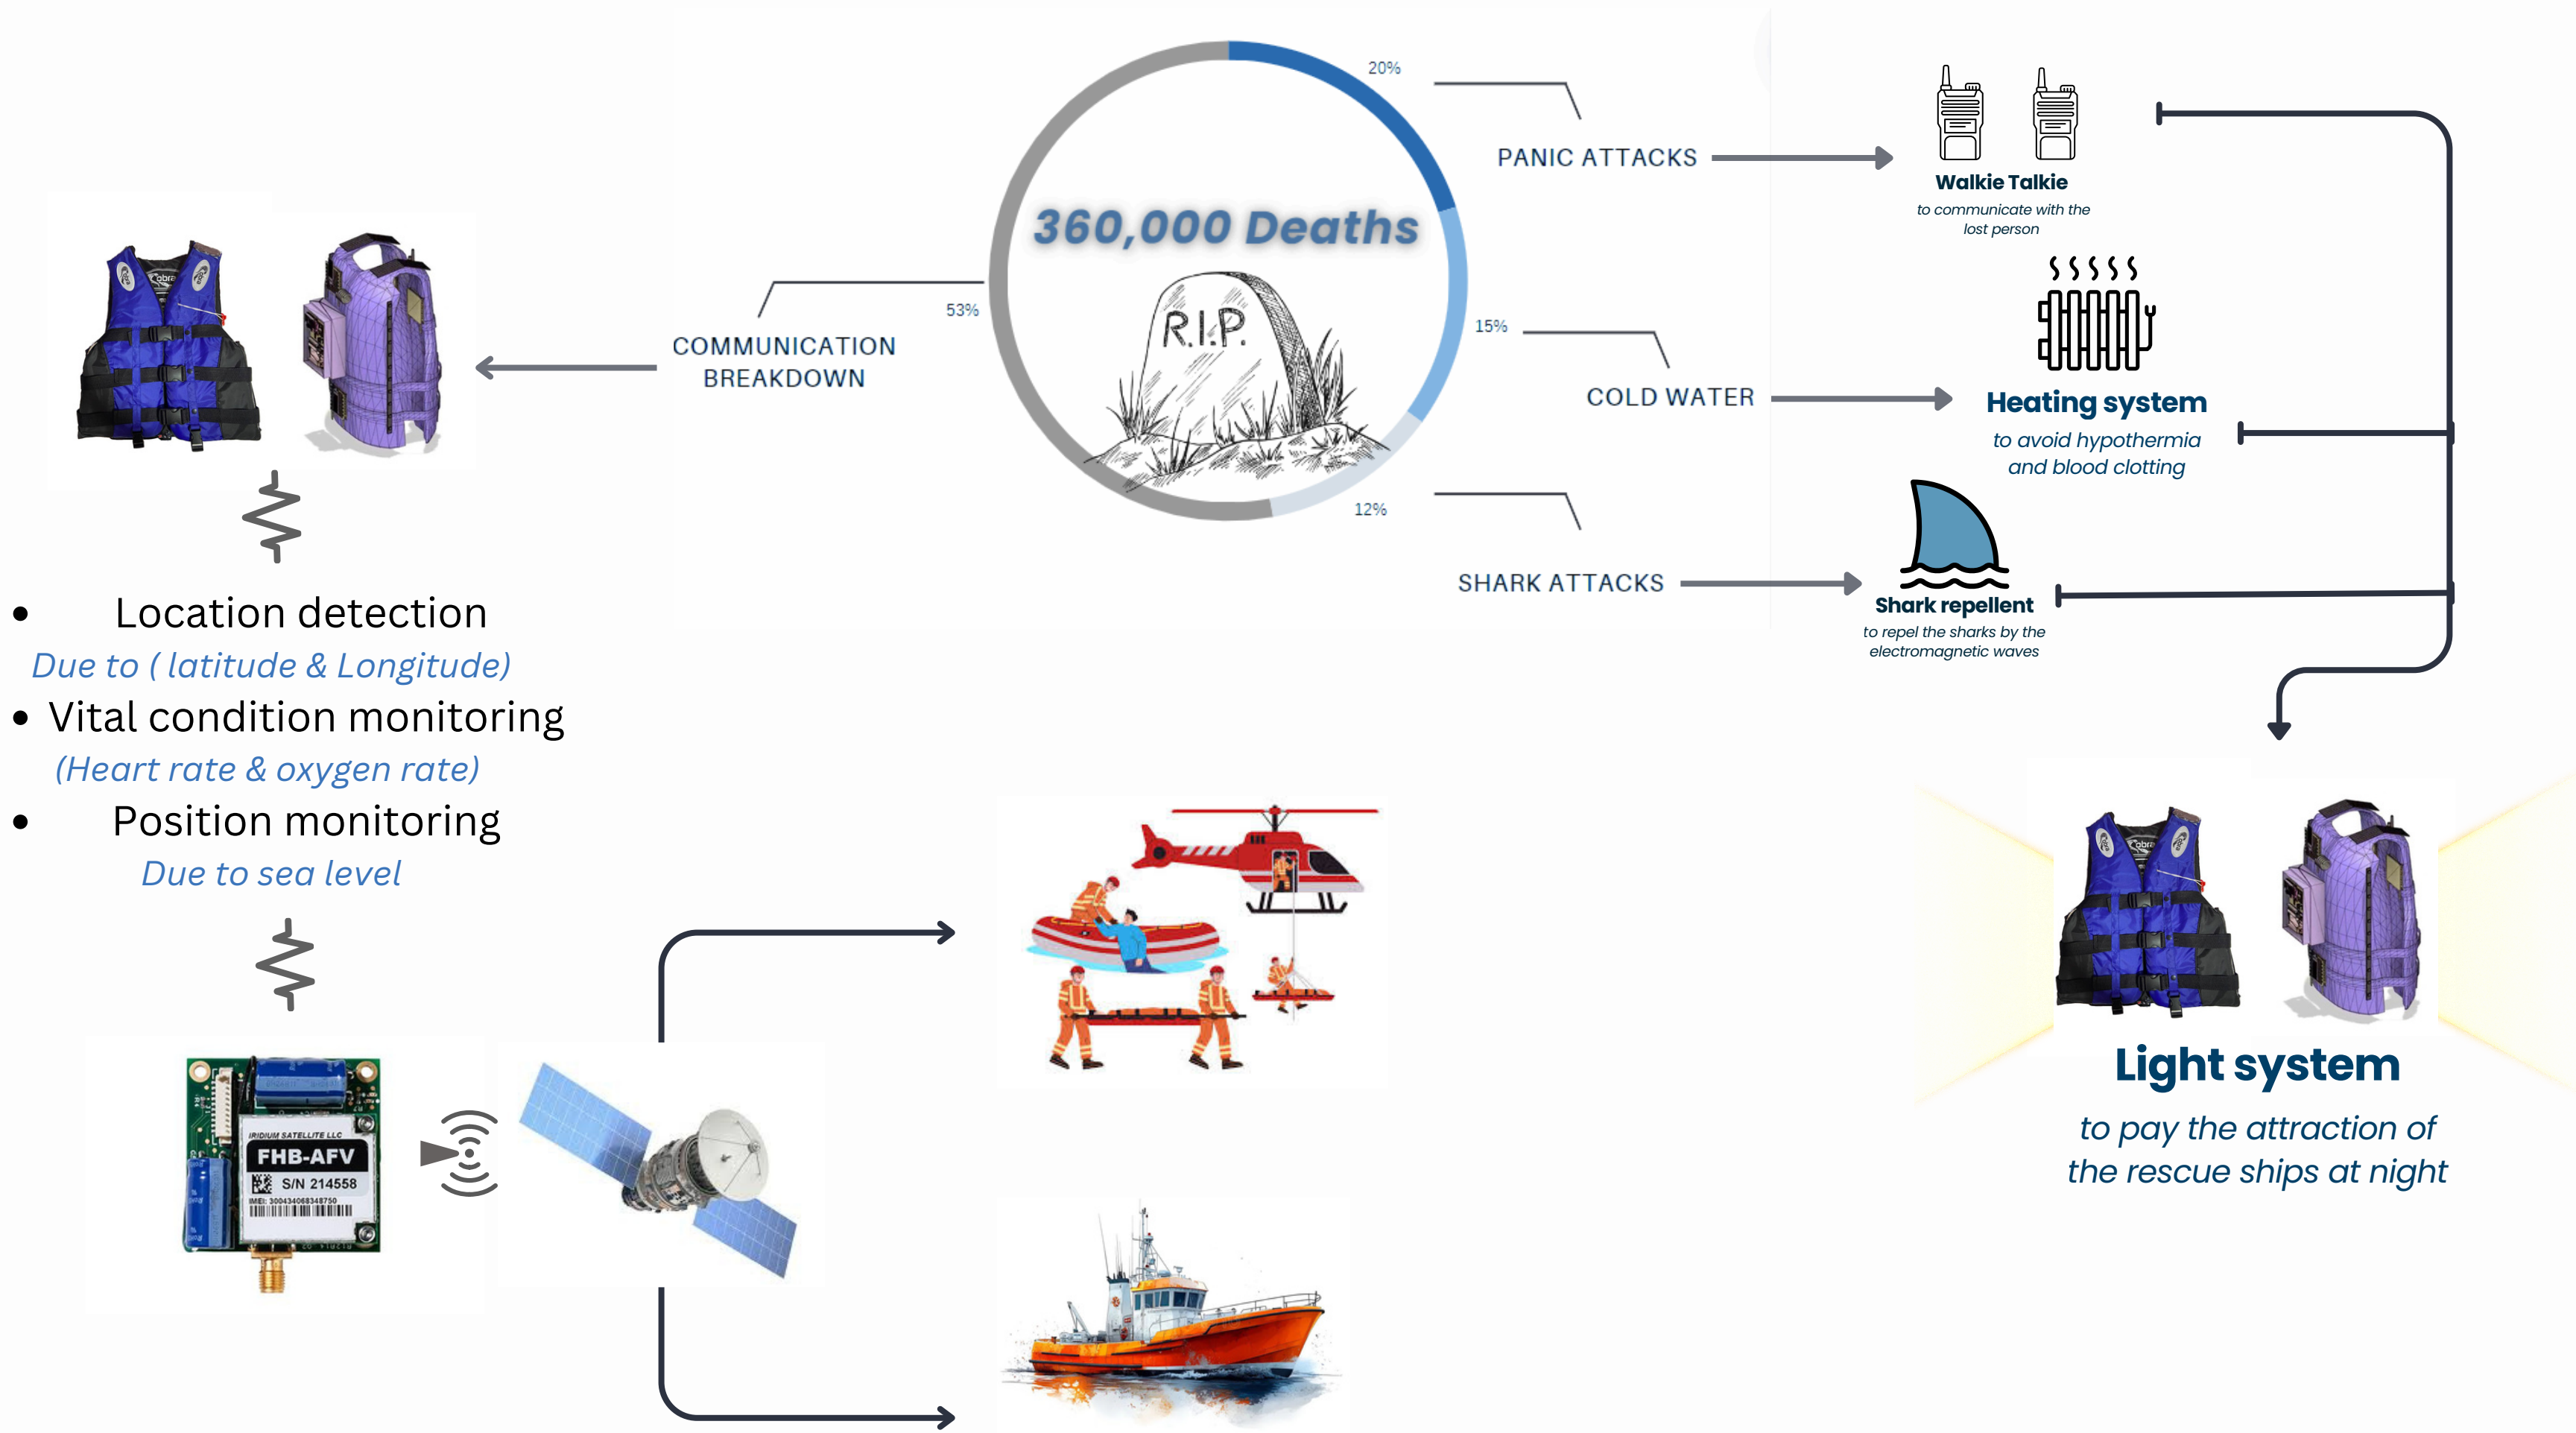 20%
PANIC ATTACKS
360,000 Deaths
R.I.P.
53%
COMMUNICATION
BREAKDOWN
15%
COLD WATER
12%
SHARK ATTACKS
Walkie Talkie
to communicate with the
lost person
Heating system
to avoid hypothermia
and blood clotting
Shark repellent
to repel the sharks by the
electromagnetic waves
• Location detection
Due to ( latitude & Longitude)
• Vital condition monitoring
(Heart rate & oxygen rate)
• Position monitoring
Due to sea level
IRIDIUM SATELLITE LLC
FHB-AFV
S/N 214558
IMEI: 300434068348750
Light system
to pay the attraction of
the rescue ships at night